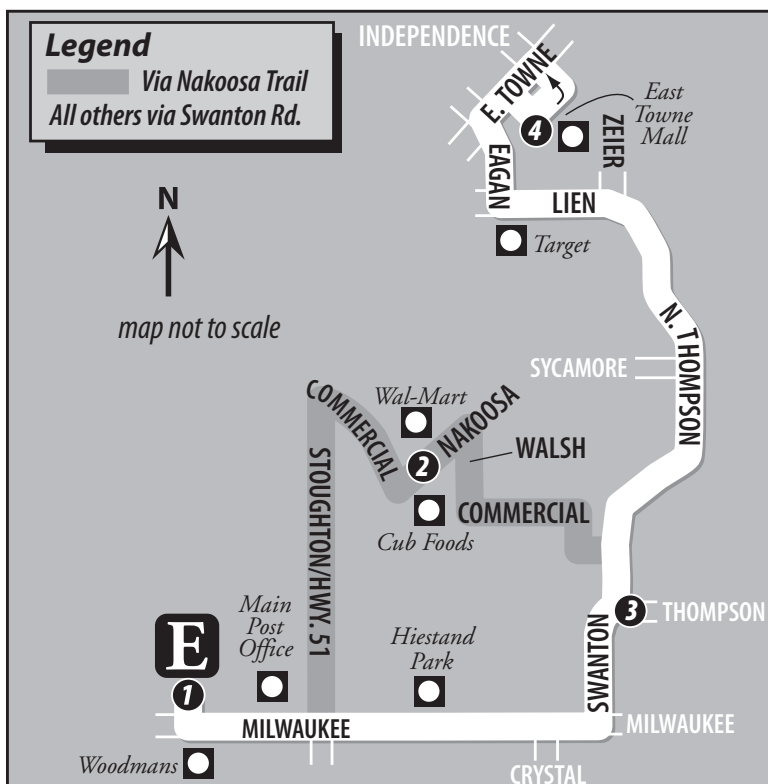 Legend
Via Nakoosa Trail
All others via Swanton Rd.
INDEPENDENCE
E. TOWNE
East
Towne
Mall
4
ZEIER
EAGAN
LIEN
Target
N
map not to scale
N. THOMPSON
SYCAMORE
COMMERCIAL
Wal-Mart
NAKOOSA
2
WALSH
STOUGHTON/HWY. 51
COMMERCIAL
Cub Foods
3
THOMPSON
SWANTON
E
1
Main
Post
Office
Hiestand
Park
MILWAUKEE
MILWAUKEE
Woodmans
CRYSTAL